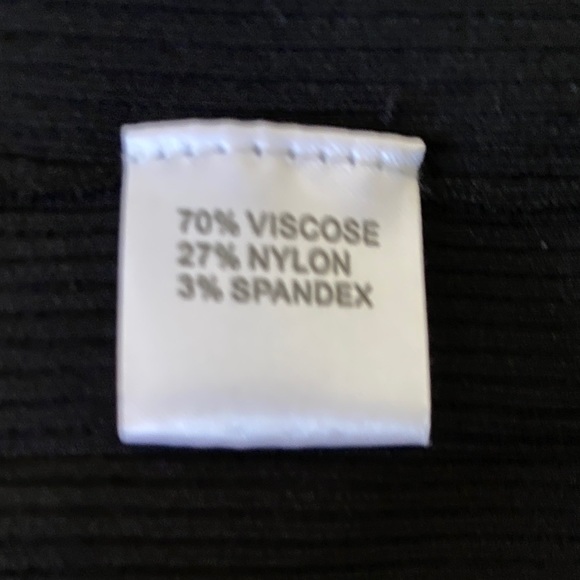 70% VISCOSE
27% NYLON
3% SPANDEX